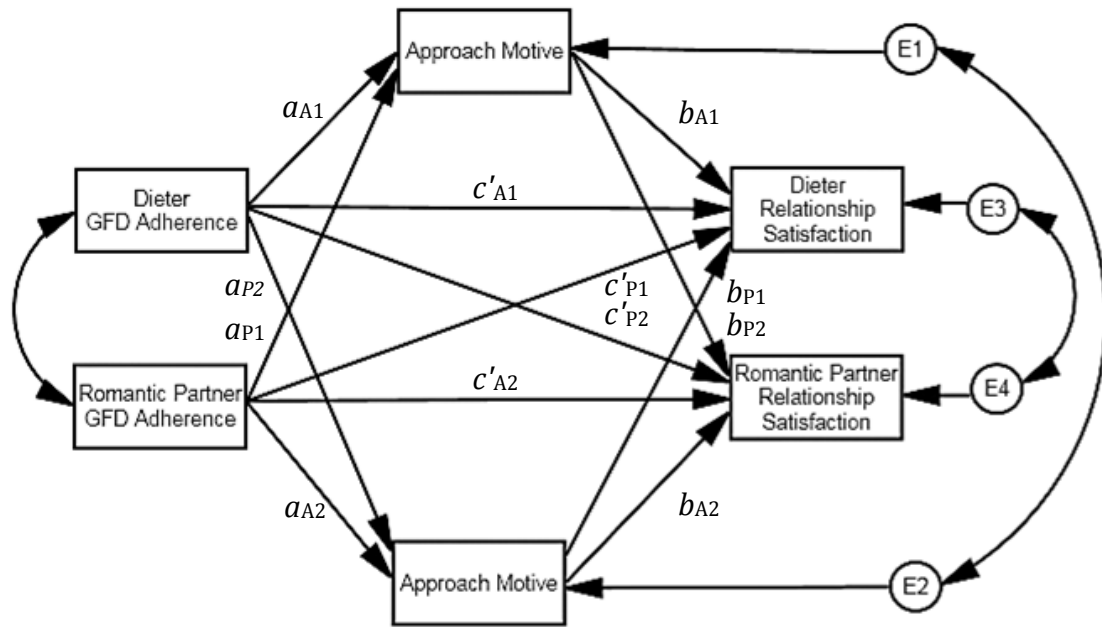 Approach Motive
E1
aA1
bA1
Dieter
GFD Adherence
c′A1
Dieter
Relationship
Satisfaction
E3
aP2
c′P1
bP1
aP1
c′P2
bP2
Romantic Partner
GFD Adherence
c′A2
Romantic Partner
Relationship
Satisfaction
E4
aA2
bA2
Approach Motive
E2